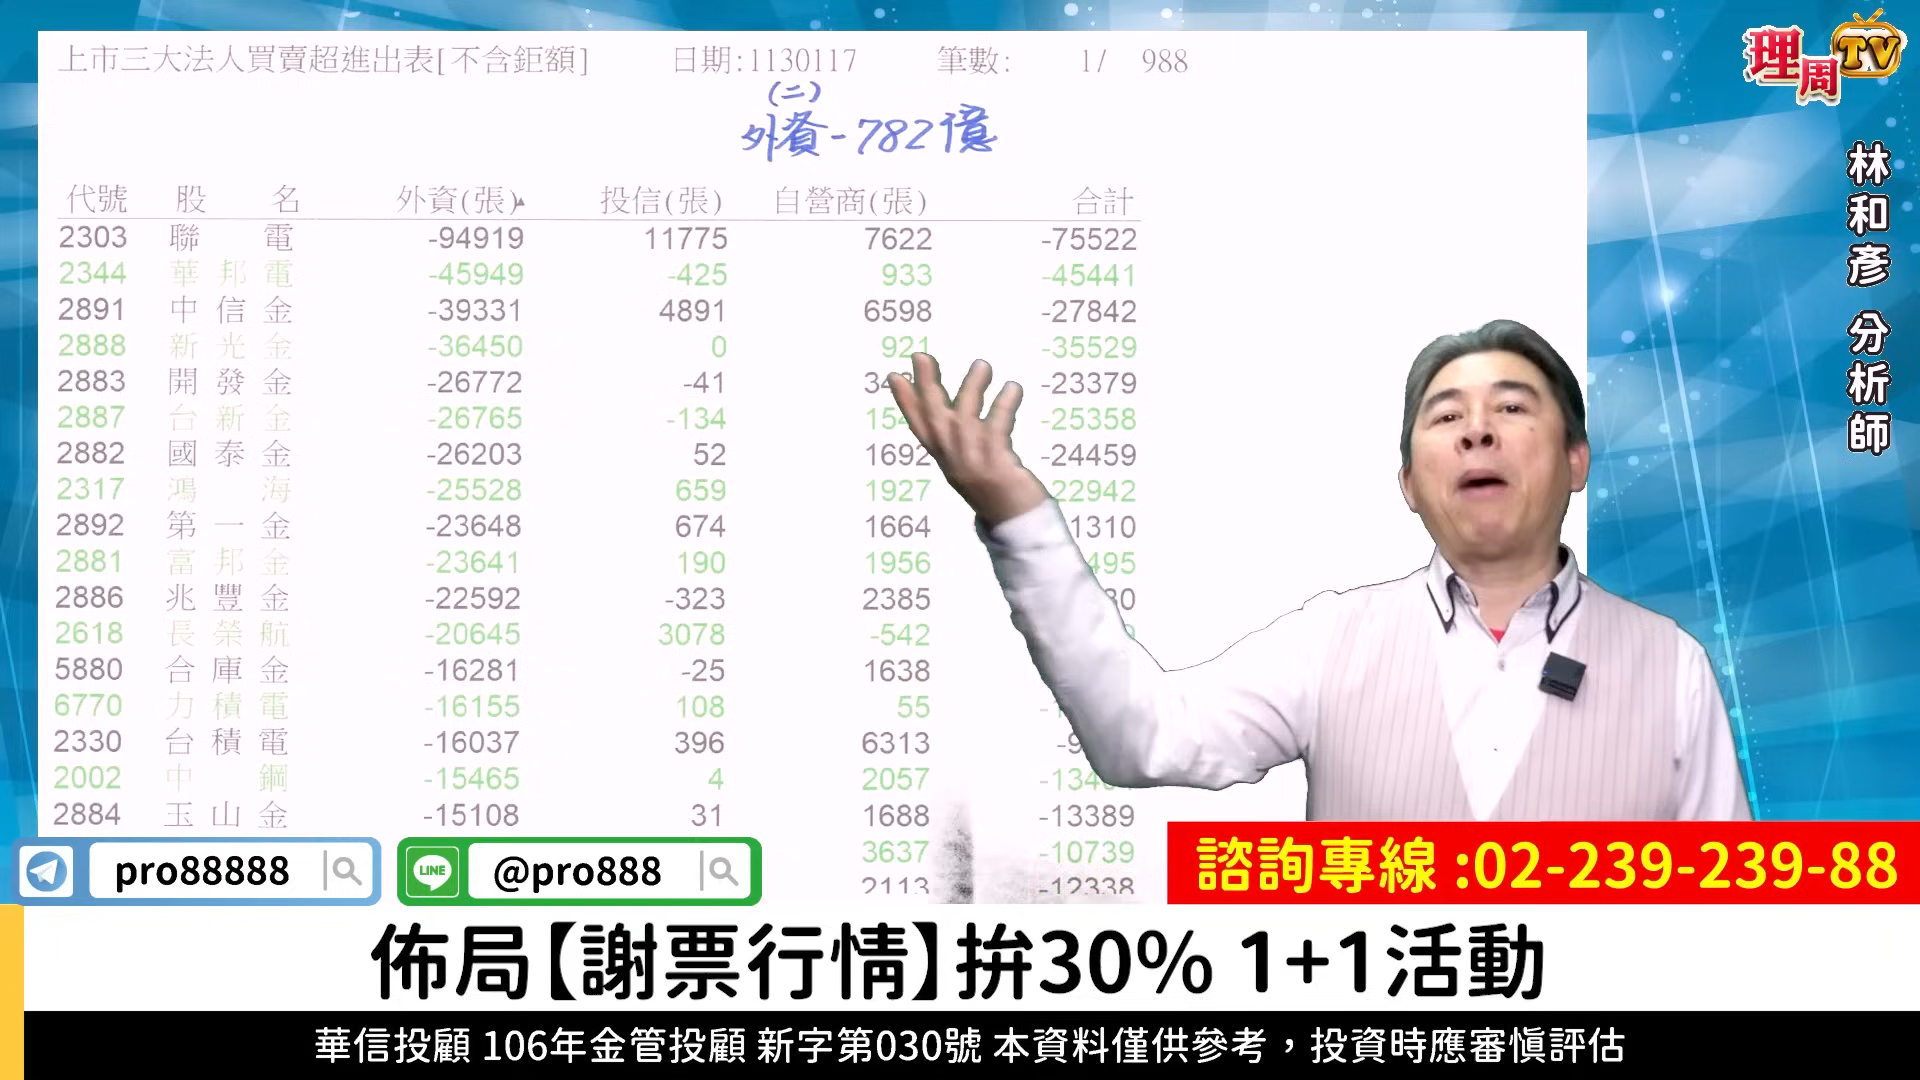 上市三大法人買賣超進出表[不含鉅額] 日期:1130117 筆數: 1/ 988
(二)
外資-782億
代號 股名 外資(張) 投信(張) 自營商(張) 合計
2303 聯電 -94919 11775 7622 -75522
2344 華邦電 -45949 -425 933 -45441
2891 中信金 -39331 4891 6598 -27842
2888 新光金 -36450 0 921 -35529
2883 開發金 -26772 -41 -23379
2887 台新金 -26765 -134 -25358
2882 國泰金 -26203 52 1692 -24459
2317 鴻海 -25528 659 1927 22942
2892 第一金 -23648 674 1664 1310
2881 富邦金 -23641 190 1956 495
2886 兆豐金 -22592 -323 2385
2618 長榮航 -20645 3078 -542
5880 合庫金 -16281 -25 1638
6770 力積電 -16155 108 55
2330 台積電 -16037 396 6313
2002 中鋼 -15465 4 2057
2884 玉山金 -15108 31 1688 -13389
3637 -10739
2113 -12338
理周TV
林和彥 分析師
pro88888
LINE @pro888
諮詢專線:02-239-239-88
佈局【謝票行情】拚30% 1+1活動
華信投顧 106年金管投顧 新字第030號 本資料僅供參考，投資時應審慎評估